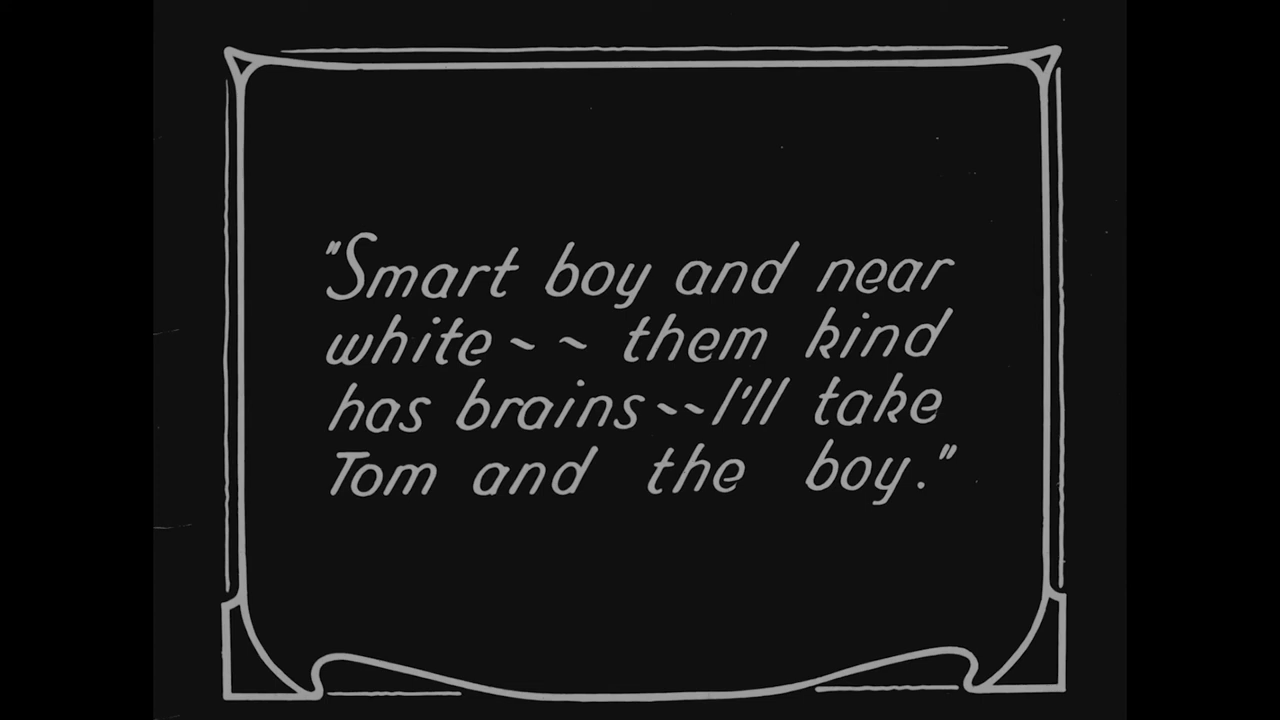 "Smart boy and near
white~~ them kind
has brains~~I'll take
Tom and the boy."